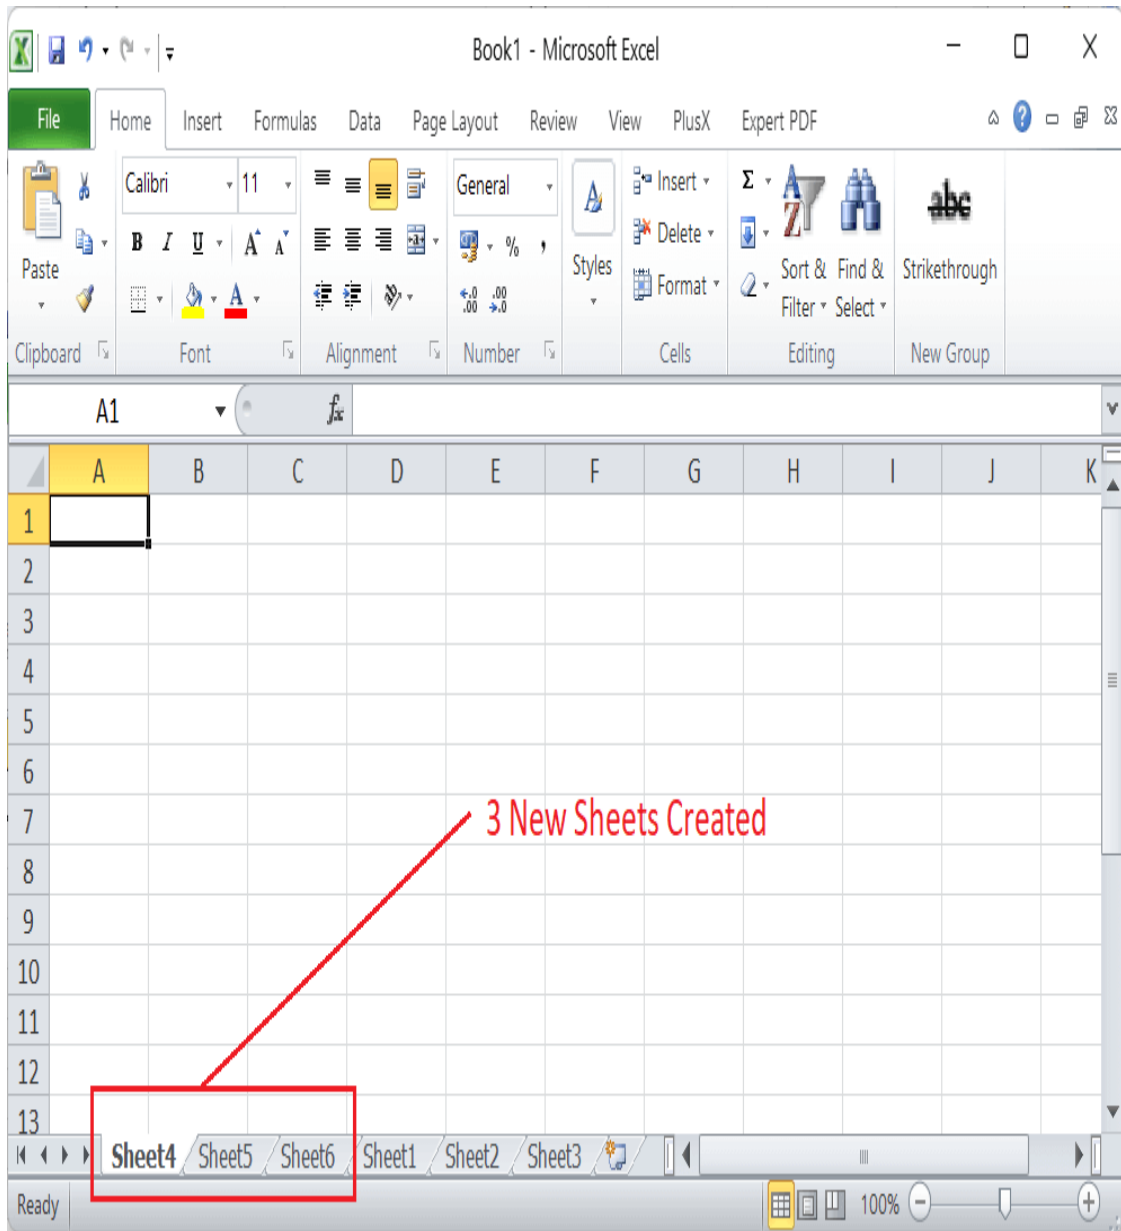 Book1 - Microsoft Excel
File Home Insert Formulas Data Page Layout Review View PlusX Expert PDF
Calibri 11 General Insert Σ abc
B I U A A % , Delete
Paste Styles Sort & Find & Strikethrough
A .00 .00 Format Filter Select
Clipboard Font Alignment Number Cells Editing New Group
A1 fx
A B C D E F G H I J K
1
2
3
4
5
6
7 3 New Sheets Created
8
9
10
11
12
13
Sheet4 Sheet5 Sheet6 Sheet1 Sheet2 Sheet3
Ready 100%